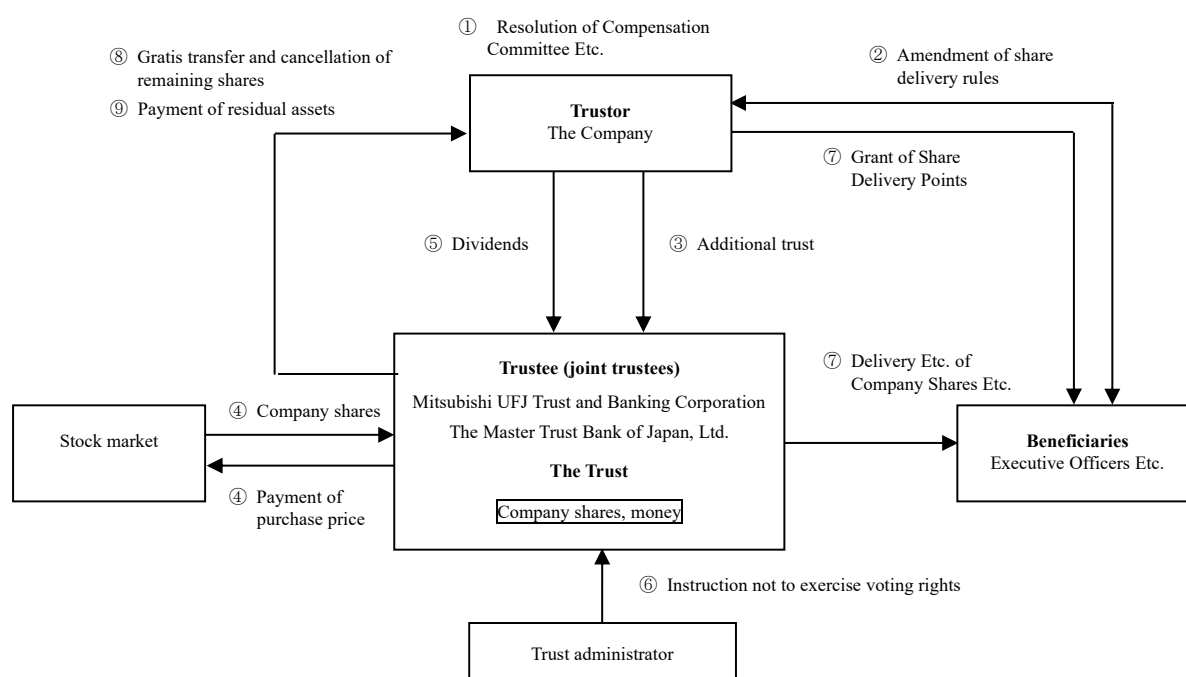 ① Resolution of Compensation
Committee Etc.
⑧ Gratis transfer and cancellation of
remaining shares
⑨ Payment of residual assets
② Amendment of share
delivery rules
Trustor
The Company
⑦ Grant of Share
Delivery Points
⑤ Dividends
③ Additional trust
Trustee (joint trustees)
Mitsubishi UFJ Trust and Banking Corporation
The Master Trust Bank of Japan, Ltd.
The Trust
Company shares, money
⑦ Delivery Etc. of
Company Shares Etc.
④ Company shares
Stock market
④ Payment of
purchase price
Beneficiaries
Executive Officers Etc.
⑥ Instruction not to exercise voting rights
Trust administrator